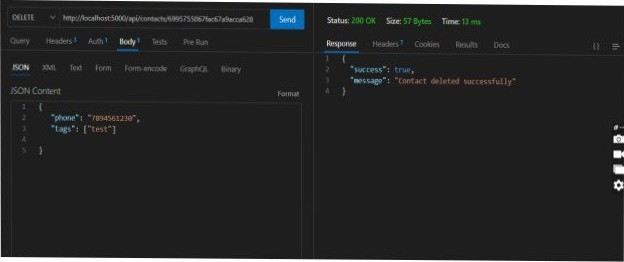 DELETE http://localhost:5000/api/contacts/6995755067fac67a9acca628 Send
Query Headers 3 Auth 1 Body 1 Tests Pre Run
JSON XML Text Form Form-encode GraphQL Binary
JSON Content Format
1 {
2 "phone": "7894561230",
3 "tags": ["test"]
4
5 }
Status: 200 OK Size: 57 Bytes Time: 13 ms
Response Headers 7 Cookies Results Docs { }
1 {
2 "success": true,
3 "message": "Contact deleted successfully"
4 }